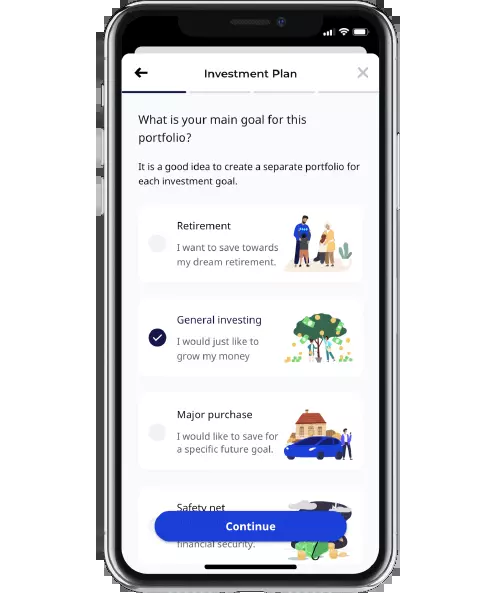 Investment Plan
What is your main goal for this
portfolio?
It is a good idea to create a separate portfolio for
each investment goal.
Retirement
I want to save towards
my dream retirement.
General investing
I would just like to
grow my money
Major purchase
I would like to save for
a specific future goal.
Safety net
Continue
financial security.